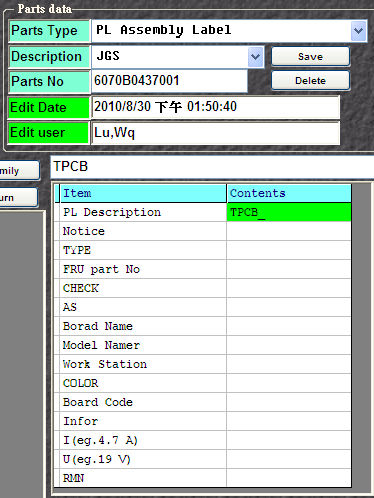 Parts data
Parts Type PL Assembly Label
Description JGS Save
Parts No 6070B0437001 Delete
Edit Date 2010/8/30 下午 01:50:40
Edit user Lu,Wq
mily TPCB
urn
Item Contents
PL Description TPCB_
Notice
TYPE
FRU part No
CHECK
AS
Borad Name
Model Namer
Work Station
COLOR
Board Code
Infor
I(eg.4.7 A)
U(eg.19 V)
RMN